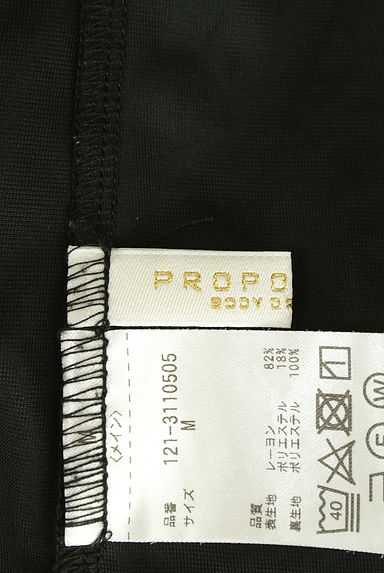 PROPO
BODY DR
〈メイン〉
品番 121-3110505
サイズ M
品質
表生地 レーヨン 82%
ポリエステル 18%
裏生地 ポリエステル 100%
40
F
W